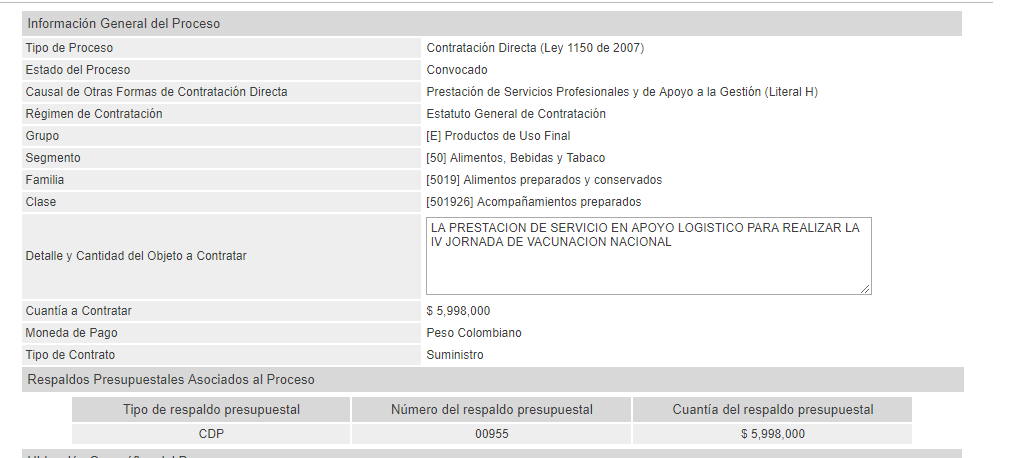 Información General del Proceso
Tipo de Proceso Contratación Directa (Ley 1150 de 2007)
Estado del Proceso Convocado
Causal de Otras Formas de Contratación Directa Prestación de Servicios Profesionales y de Apoyo a la Gestión (Literal H)
Régimen de Contratación Estatuto General de Contratación
Grupo [E] Productos de Uso Final
Segmento [50] Alimentos, Bebidas y Tabaco
Familia [5019] Alimentos preparados y conservados
Clase [501926] Acompañamientos preparados
Detalle y Cantidad del Objeto a Contratar
LA PRESTACION DE SERVICIO EN APOYO LOGISTICO PARA REALIZAR LA
IV JORNADA DE VACUNACION NACIONAL
Cuantía a Contratar $ 5,998,000
Moneda de Pago Peso Colombiano
Tipo de Contrato Suministro
Respaldos Presupuestales Asociados al Proceso
Tipo de respaldo presupuestal Número del respaldo presupuestal Cuantía del respaldo presupuestal
CDP 00955 $ 5,998,000